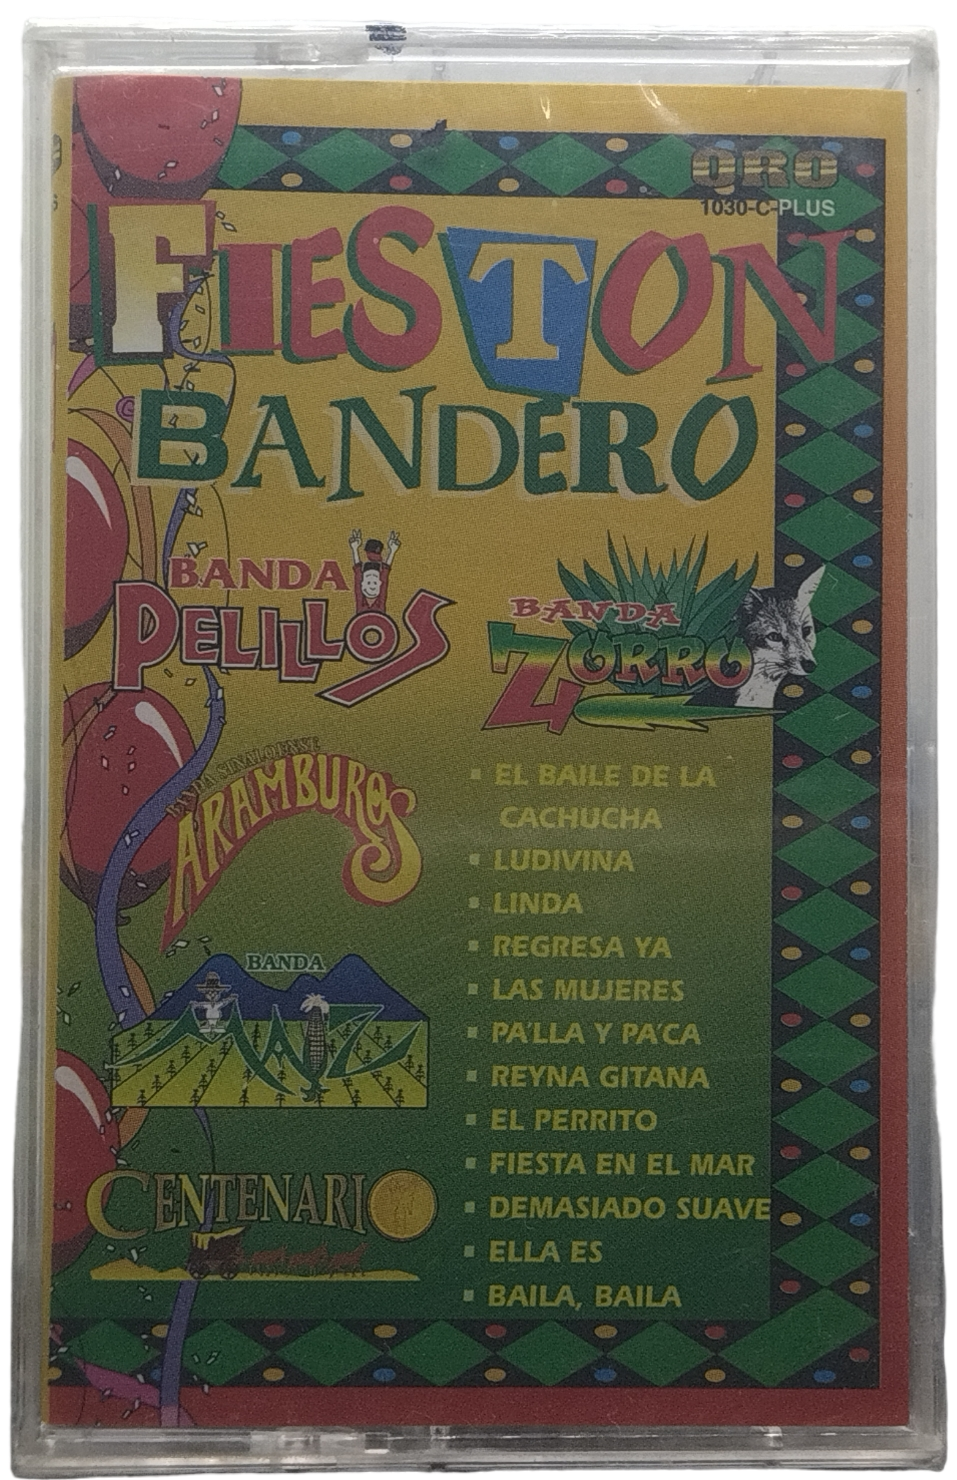 ORO
1030-C-PLUS
FIESTON
BANDERO
BANDA
PELILLOS
BANDA
ZORRO
BANDA SINALOENSE
ARAMBUROS
BANDA
MAIZ
CENTENARIO
▪ EL BAILE DE LA
CACHUCHA
▪ LUDIVINA
▪ LINDA
▪ REGRESA YA
▪ LAS MUJERES
▪ PA'LLA Y PA'CA
▪ REYNA GITANA
▪ EL PERRITO
▪ FIESTA EN EL MAR
▪ DEMASIADO SUAVE
▪ ELLA ES
▪ BAILA, BAILA